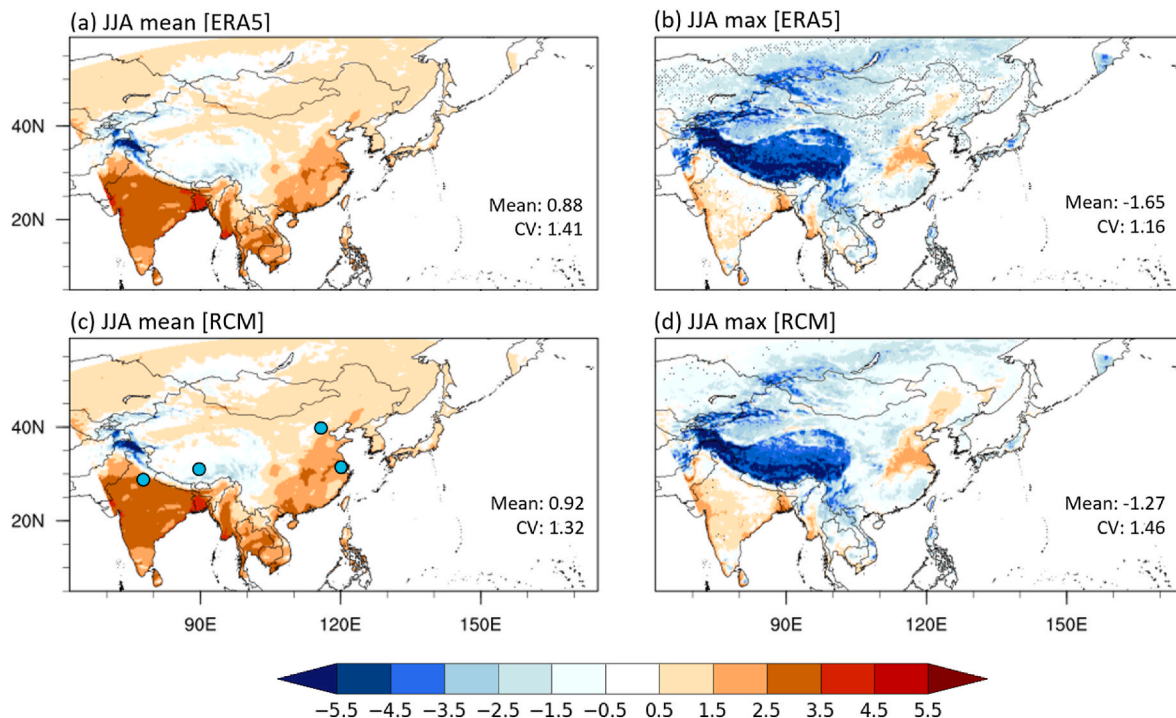 (a) JJA mean [ERA5]
(b) JJA max [ERA5]
40N
20N
Mean: 0.88
CV: 1.41
Mean: -1.65
CV: 1.16
(c) JJA mean [RCM]
(d) JJA max [RCM]
40N
20N
Mean: 0.92
CV: 1.32
Mean: -1.27
CV: 1.46
90E 120E 150E 90E 120E 150E
−5.5 −4.5 −3.5 −2.5 −1.5 −0.5 0.5 1.5 2.5 3.5 4.5 5.5